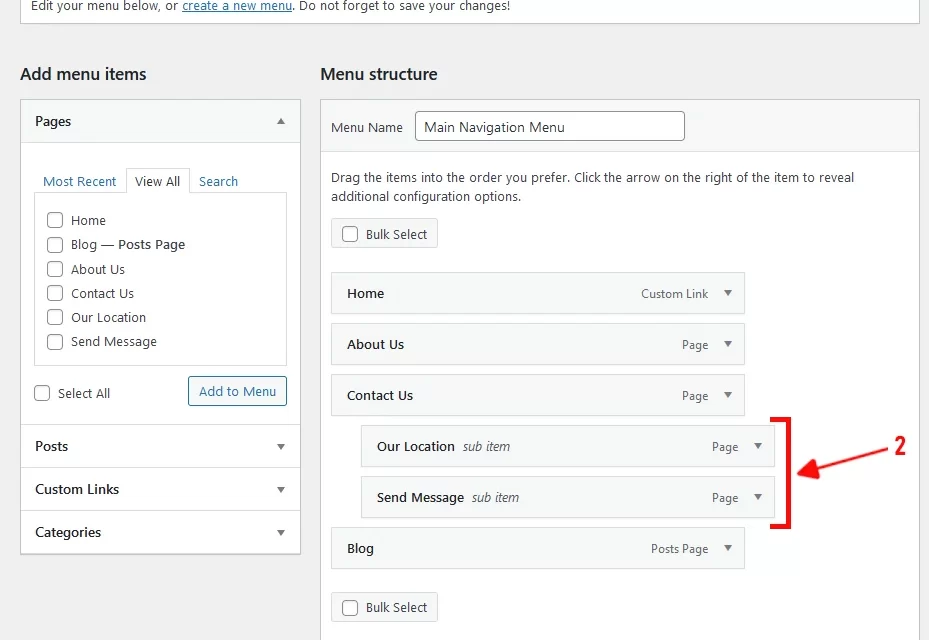 Edit your menu below, or create a new menu. Do not forget to save your changes!
Add menu items
Menu structure
Pages
Menu Name
Main Navigation Menu
Most Recent
View All
Search
Drag the items into the order you prefer. Click the arrow on the right of the item to reveal
additional configuration options.
Home
Blog — Posts Page
About Us
Contact Us
Our Location
Send Message
Select All
Add to Menu
Posts
Custom Links
Categories
Bulk Select
Home Custom Link
About Us Page
Contact Us Page
Our Location sub item Page
Send Message sub item Page
2
Blog Posts Page
Bulk Select